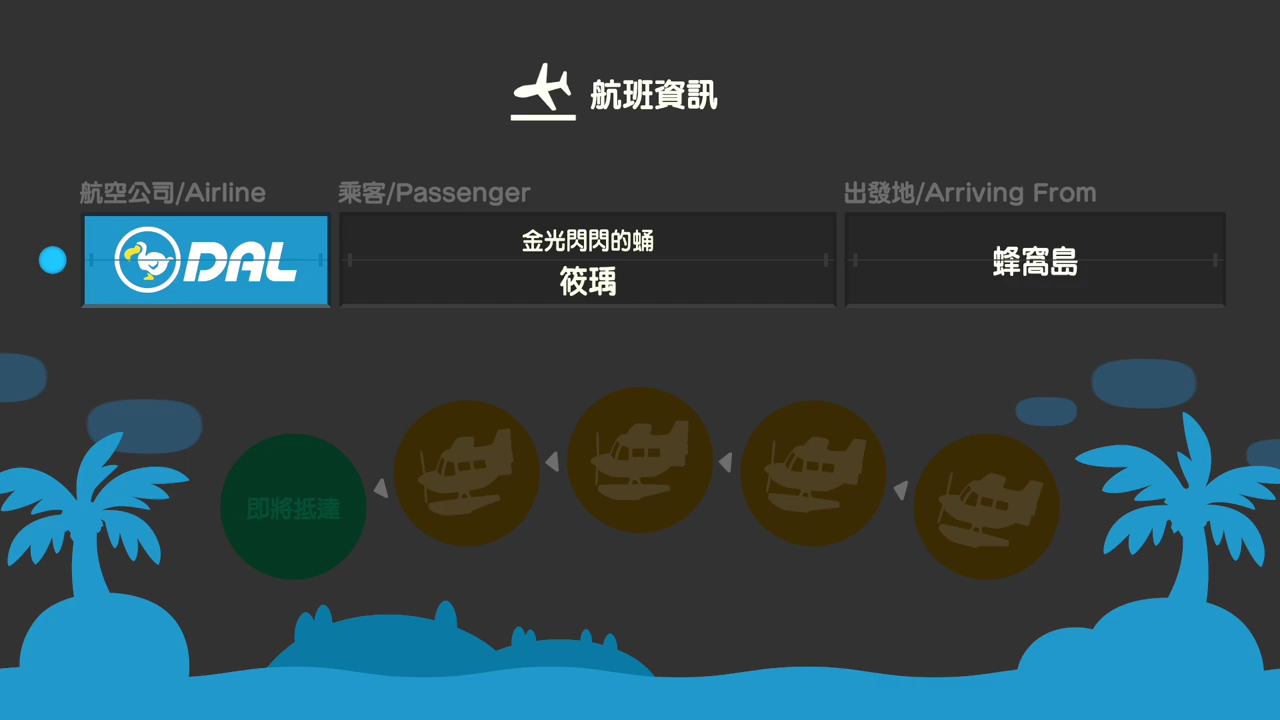 航班資訊
航空公司/Airline
乘客/Passenger
出發地/Arriving From
DAL
金光閃閃的蛹
筱瑀
蜂窩島
即將抵達